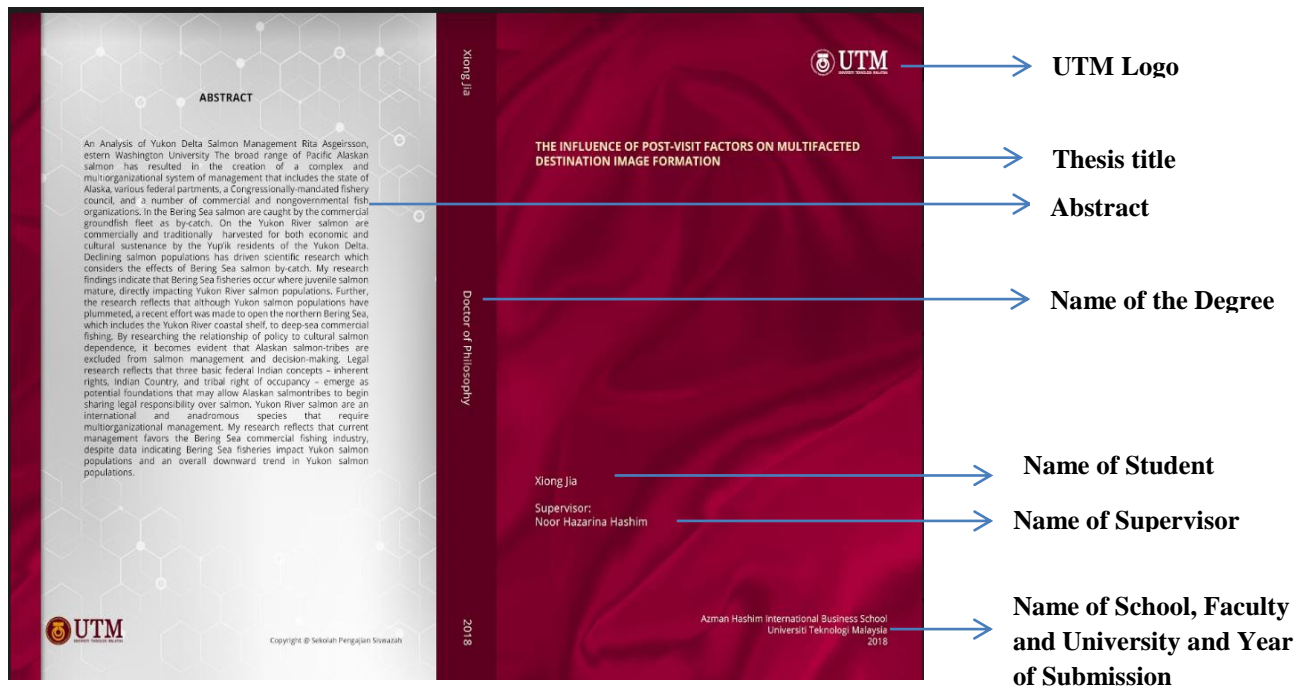 ABSTRACT
An Analysis of Yukon Delta Salmon Management Rita Asgeirsson,
estern Washington University The broad range of Pacific Alaskan
salmon has resulted in the creation of a complex and
multiorganizational system of management that includes the state of
Alaska, various federal partments, a Congressionally-mandated fishery
council, and a number of commercial and nongovernmental fish
organizations. In the Bering Sea salmon are caught by the commercial
groundfish fleet as by-catch. On the Yukon River salmon are
commercially and traditionally harvested for both economic and
cultural sustenance by the Yup'ik residents of the Yukon Delta.
Declining salmon populations has driven scientific research which
considers the effects of Bering Sea salmon by-catch. My research
findings indicate that Bering Sea fisheries occur where juvenile salmon
mature, directly impacting Yukon River salmon populations. Further,
the research reflects that although Yukon salmon populations have
plummeted, a recent effort was made to open the northern Bering Sea,
which includes the Yukon River coastal shelf, to deep-sea commercial
fishing. By researching the relationship of policy to cultural salmon
dependence, it becomes evident that Alaskan salmon-tribes are
excluded from salmon management and decision-making. Legal
research reflects that three basic federal Indian concepts – inherent
rights, Indian Country, and tribal right of occupancy – emerge as
potential foundations that may allow Alaskan salmontribes to begin
sharing legal responsibility over salmon. Yukon River salmon are an
international and anadromous species that require
multiorganizational management. My research reflects that current
management favors the Bering Sea commercial fishing industry,
despite data indicating Bering Sea fisheries impact Yukon salmon
populations and an overall downward trend in Yukon salmon
populations.
UTM
UNIVERSITI TEKNOLOGI MALAYSIA
Copyright @ Sekolah Pengajian Siswazah
Xiong Jia
Doctor of Philosophy
2018
UTM
UNIVERSITI TEKNOLOGI MALAYSIA
THE INFLUENCE OF POST-VISIT FACTORS ON MULTIFACETED
DESTINATION IMAGE FORMATION
Xiong Jia
Supervisor:
Noor Hazarina Hashim
Azman Hashim International Business School
Universiti Teknologi Malaysia
2018
UTM Logo
Thesis title
Abstract
Name of the Degree
Name of Student
Name of Supervisor
Name of School, Faculty
and University and Year
of Submission